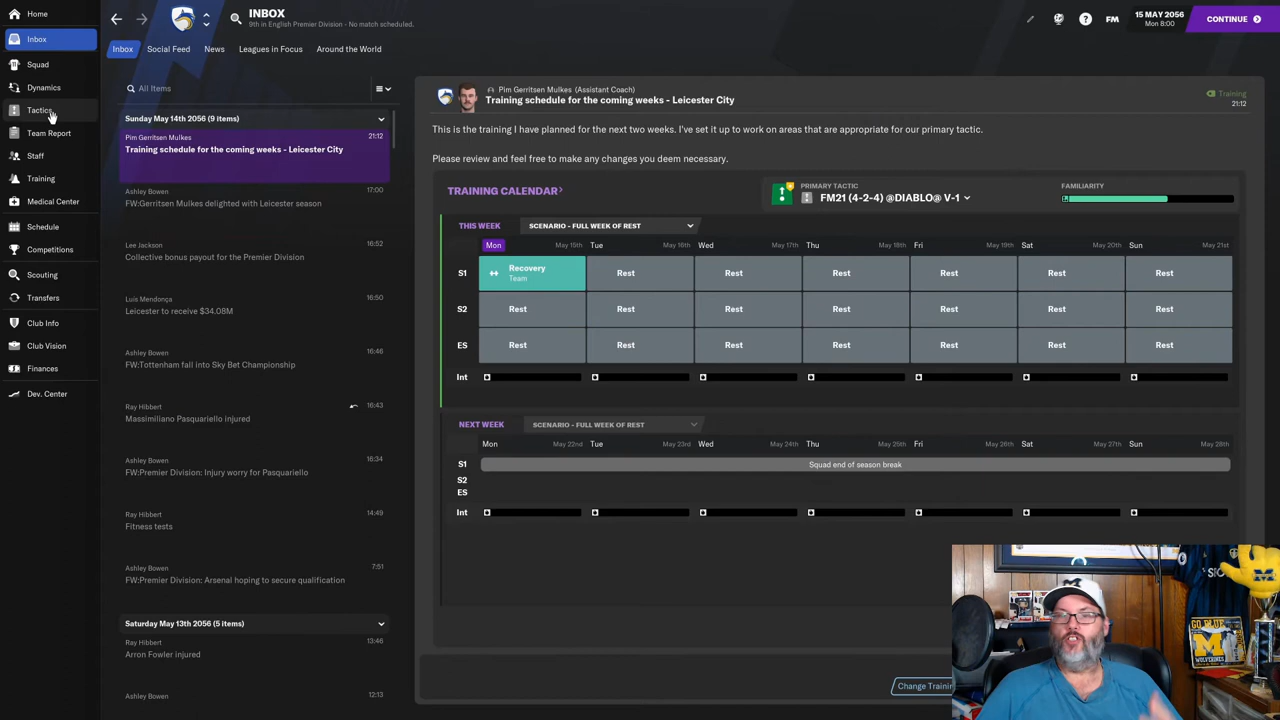 Home
INBOX
9th in English Premier Division - No match scheduled.
FM
15 MAY 2056
Mon 8:00
CONTINUE
Inbox
Squad
Dynamics
Tactics
Team Report
Staff
Training
Medical Center
Schedule
Competitions
Scouting
Transfers
Club Info
Club Vision
Finances
Dev. Center
Inbox
Social Feed
News
Leagues in Focus
Around the World
All Items
Sunday May 14th 2056 (9 items)
Pim Gerritsen Mulkes
21:12
Training schedule for the coming weeks - Leicester City
Ashley Bowen
17:00
FW:Gerritsen Mulkes delighted with Leicester season
Lee Jackson
16:52
Collective bonus payout for the Premier Division
Luís Mendonça
16:50
Leicester to receive $34.08M
Ashley Bowen
16:46
FW:Tottenham fall into Sky Bet Championship
Ray Hibbert
16:43
Massimiliano Pasquariello injured
Ashley Bowen
16:34
FW:Premier Division: Injury worry for Pasquariello
Ray Hibbert
14:49
Fitness tests
Ashley Bowen
7:51
FW:Premier Division: Arsenal hoping to secure qualification
Saturday May 13th 2056 (5 items)
Ray Hibbert
13:46
Arron Fowler injured
Ashley Bowen
12:13
Pim Gerritsen Mulkes (Assistant Coach)
Training schedule for the coming weeks - Leicester City
Training
21:12
This is the training I have planned for the next two weeks. I've set it up to work on areas that are appropriate for our primary tactic.
Please review and feel free to make any changes you deem necessary.
TRAINING CALENDAR
PRIMARY TACTIC
FM21 (4-2-4) @DIABLO@ V-1
FAMILIARITY
THIS WEEK
SCENARIO - FULL WEEK OF REST
Mon May 15th Tue May 16th Wed May 17th Thu May 18th Fri May 19th Sat May 20th Sun May 21st
S1 Recovery Team Rest Rest Rest Rest Rest Rest
S2 Rest Rest Rest Rest Rest Rest Rest
ES Rest Rest Rest Rest Rest Rest Rest
Int
NEXT WEEK
SCENARIO - FULL WEEK OF REST
Mon May 22nd Tue May 23rd Wed May 24th Thu May 25th Fri May 26th Sat May 27th Sun May 28th
S1 Squad end of season break
S2
ES
Int
Change Trainin
GO BLUE
M
WOLVERINES